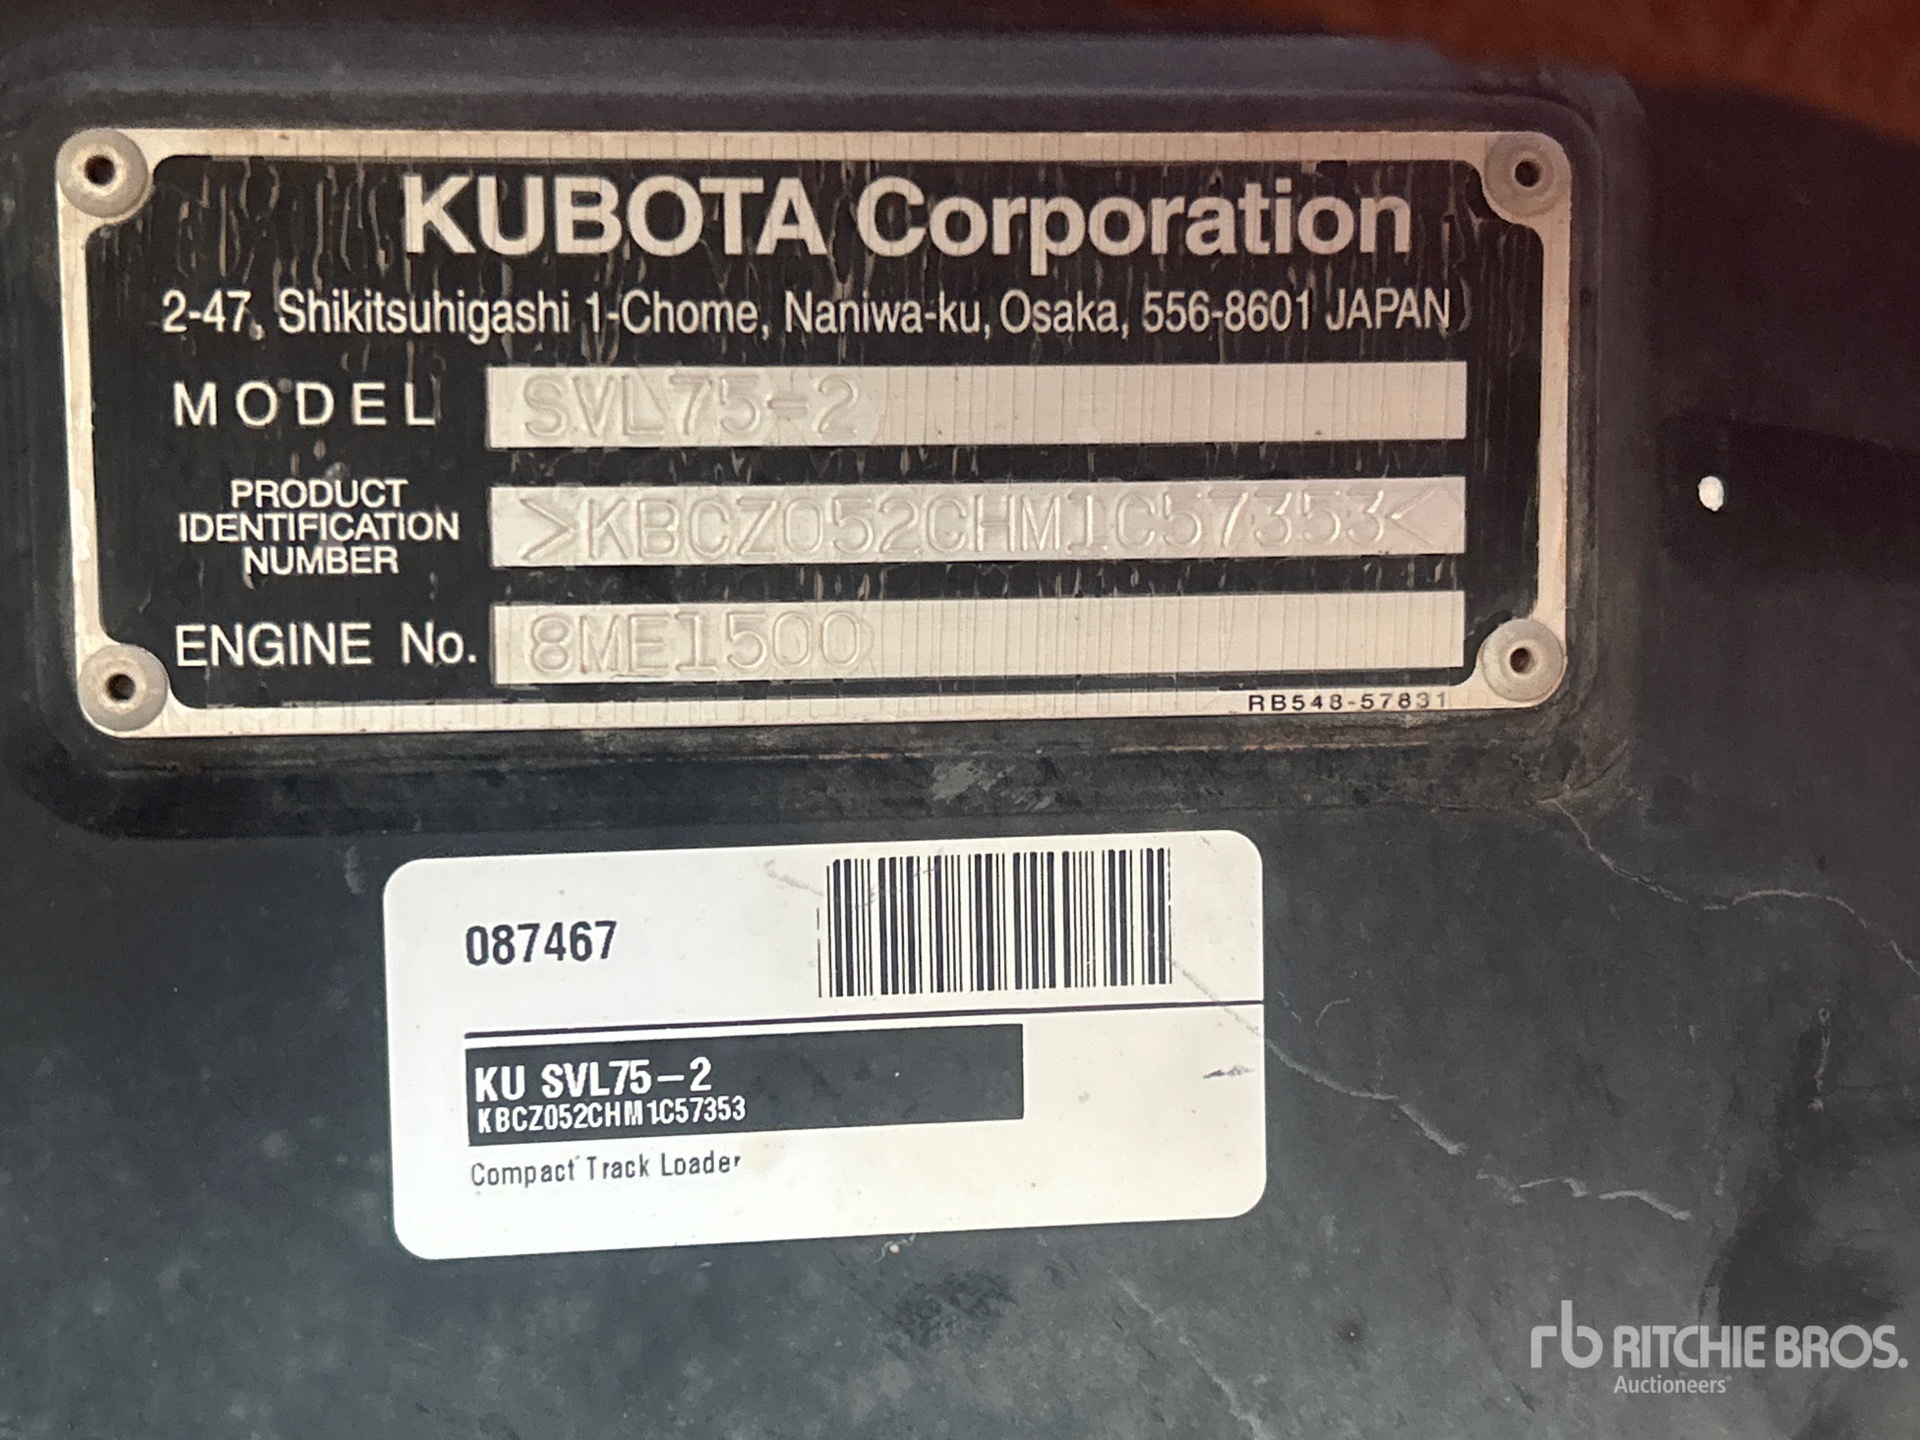 KUBOTA Corporation
2-47, Shikitsuhigashi 1-Chome, Naniwa-ku, Osaka, 556-8601 JAPAN
MODEL SVL75-2
PRODUCT
IDENTIFICATION
NUMBER
>KBCZ052CHM1C57353<
ENGINE No. 8ME1500
RB548-57831
087467
KU SVL75-2
KBCZ052CHM1C57353
Compact Track Loader
rb RITCHIE BROS.
Auctioneers